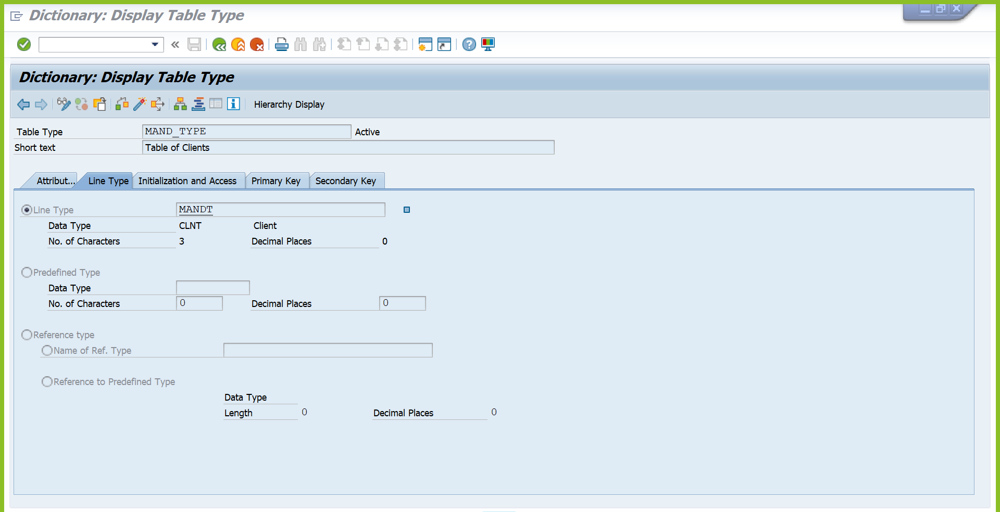 Dictionary: Display Table Type
Dictionary: Display Table Type
Hierarchy Display
Table Type MAND_TYPE Active
Short text Table of Clients
Attribut... Line Type Initialization and Access Primary Key Secondary Key
Line Type MANDT
Data Type CLNT Client
No. of Characters 3 Decimal Places 0
Predefined Type
Data Type
No. of Characters 0 Decimal Places 0
Reference type
Name of Ref. Type
Reference to Predefined Type
Data Type
Length 0 Decimal Places 0